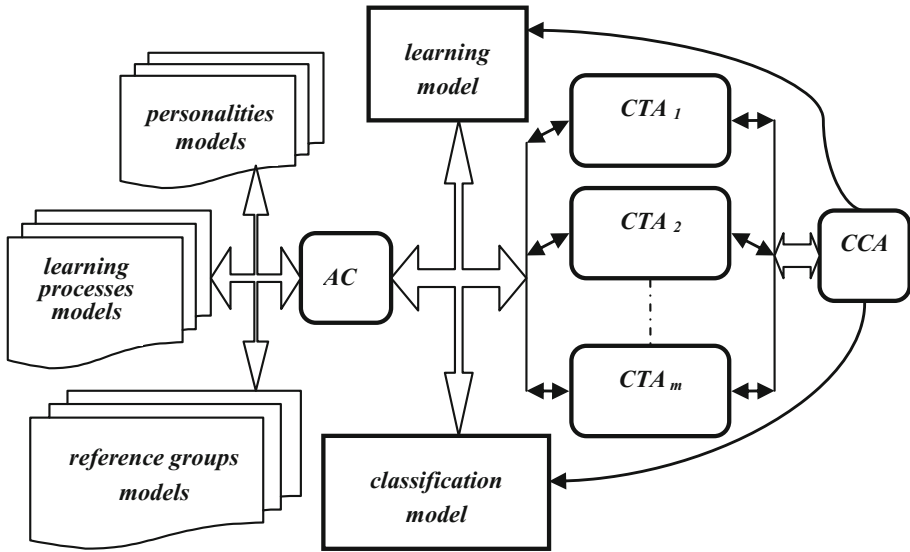 personalities
models
learning
processes
models
reference groups
models
AC
learning
model
classification
model
CTA 1
CTA 2
CTA m
CCA